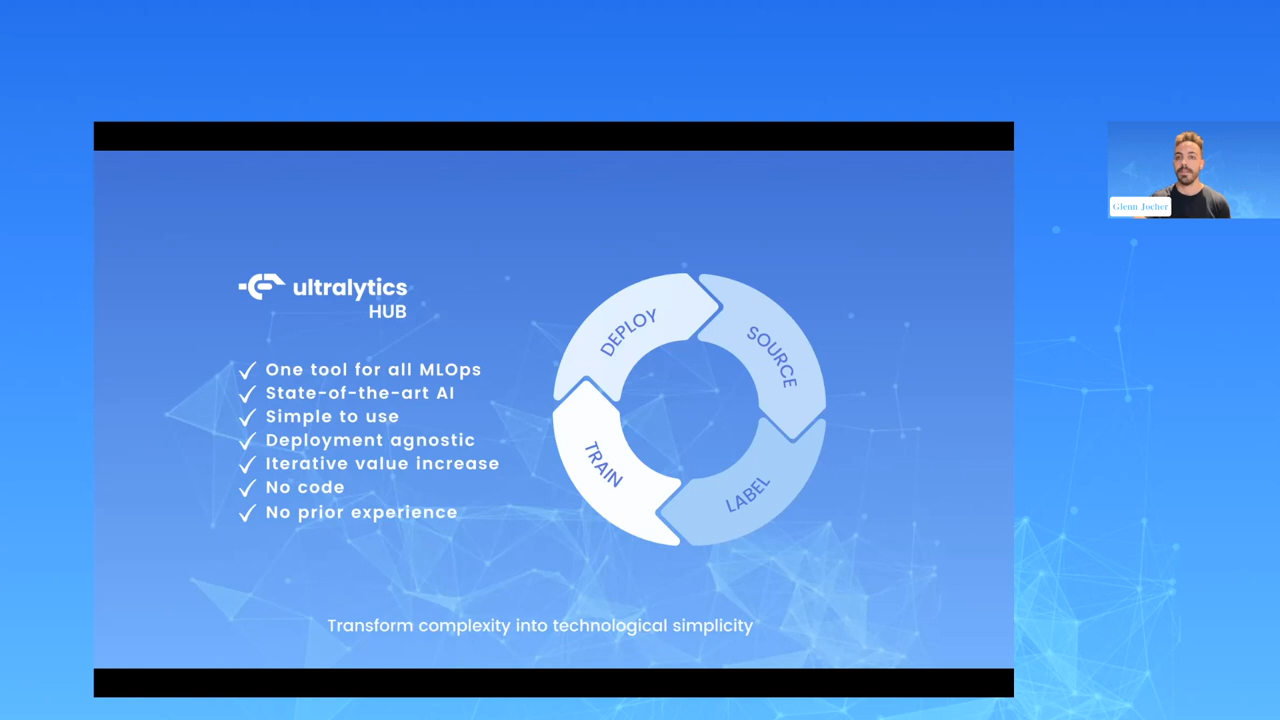 ultralytics
HUB
One tool for all MLOps
State-of-the-art AI
Simple to use
Deployment agnostic
Iterative value increase
No code
No prior experience
DEPLOY
SOURCE
TRAIN
LABEL
Transform complexity into technological simplicity
Glenn Jocher